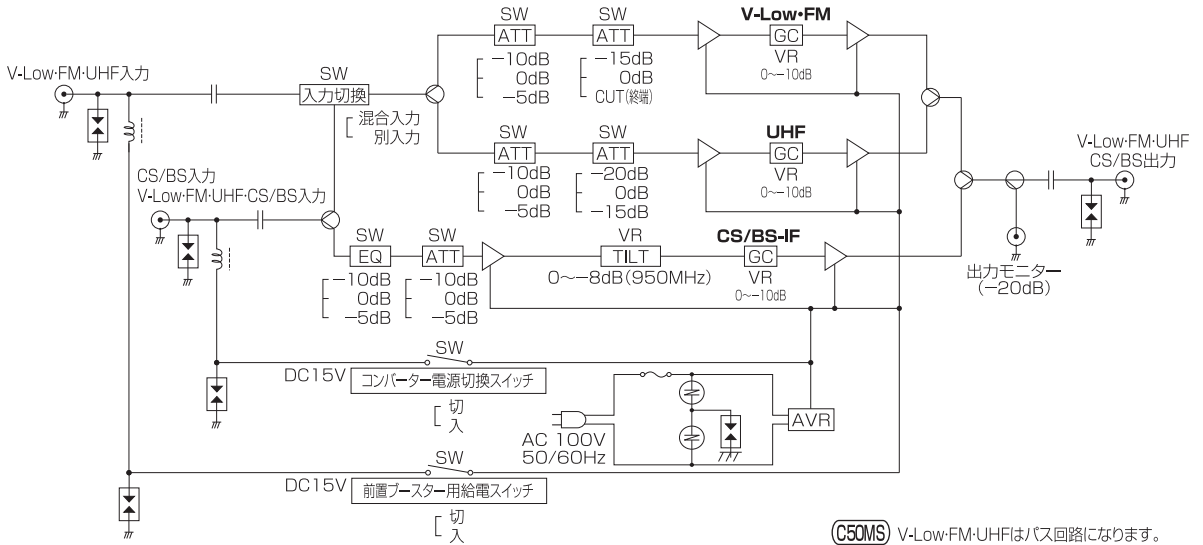 V-Low·FM·UHF入力
SW
入力切換
混合入力
別入力
SW
ATT
−10dB
0dB
−5dB
SW
ATT
−15dB
0dB
CUT(終端)
V-Low·FM
GC
VR
0〜−10dB
SW
ATT
−10dB
0dB
−5dB
SW
ATT
−20dB
0dB
−15dB
UHF
GC
VR
0〜−10dB
V-Low·FM·UHF
CS/BS出力
CS/BS入力
V-Low·FM·UHF·CS/BS入力
SW
EQ
−10dB
0dB
−5dB
SW
ATT
−10dB
0dB
−5dB
VR
TILT
0〜−8dB(950MHz)
CS/BS-IF
GC
VR
0〜−10dB
出力モニター
(−20dB)
SW
DC15V
コンバーター電源切換スイッチ
切
入
AC 100V
50/60Hz
AVR
SW
DC15V
前置ブースター用給電スイッチ
切
入
C50MS V-Low·FM·UHFはパス回路になります。